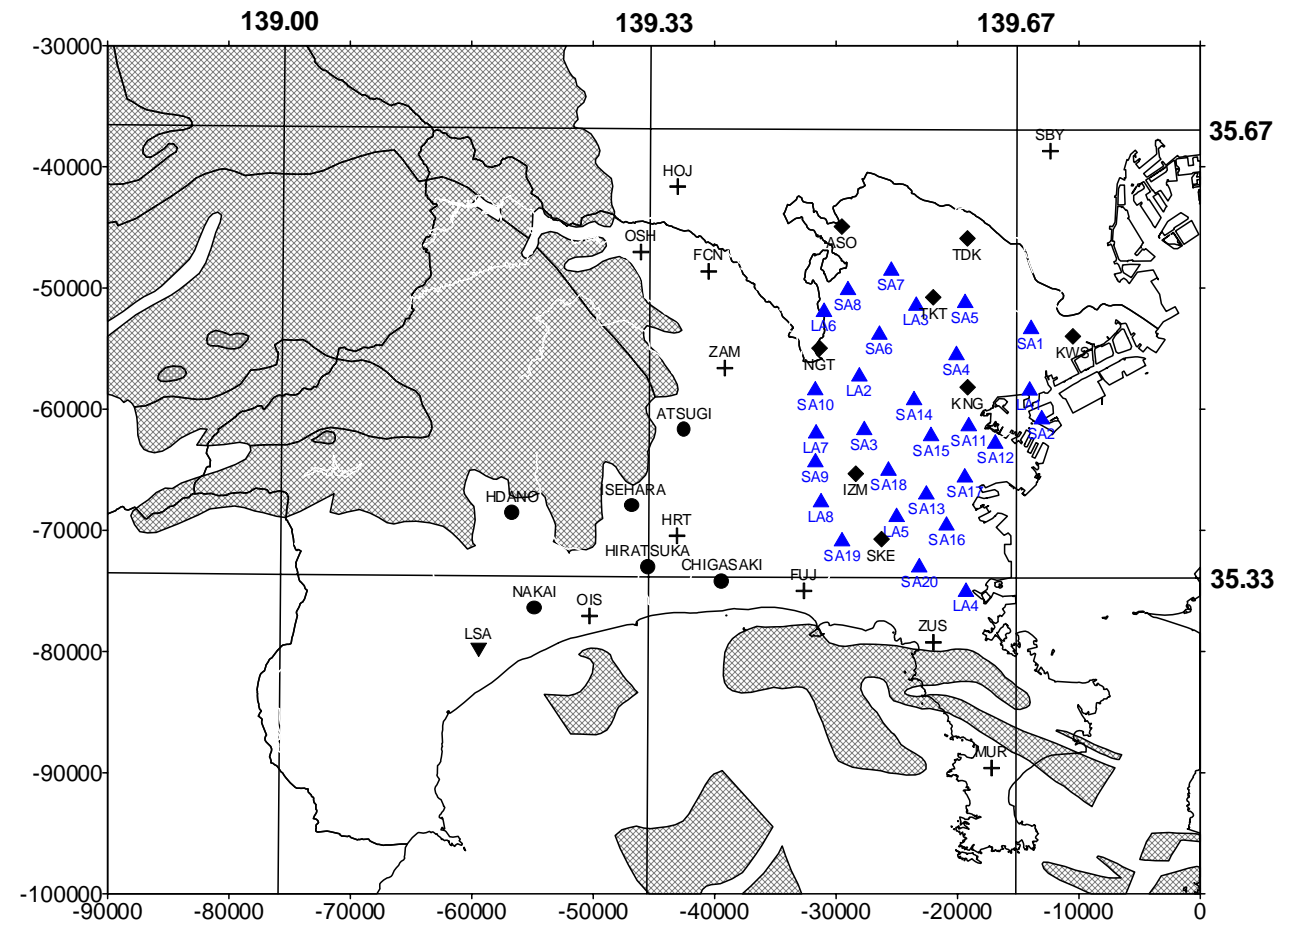 139.00 139.33 139.67
-30000
35.67
SBY
-40000
HOJ
OSH
ASO
FCN
TDK
SA7
-50000
SA8
TKT
LA3
SA5
LA6
SA1
SA6
KWS
ZAM
NGT
SA4
LA2
SA10
KNG
LA1
-60000
SA14
ATSUGI
SA2
SA11
LA7
SA3
SA15
SA12
SA9
SA18
IZM
SA17
HDANO
ISEHARA
SA13
LA8
HRT
-70000
LA5
SA16
HIRATSUKA
SA19
SKE
CHIGASAKI
FUJ
SA20
35.33
NAKAI
OIS
LA4
ZUS
LSA
-80000
MUR
-90000
-100000
-90000 -80000 -70000 -60000 -50000 -40000 -30000 -20000 -10000 0